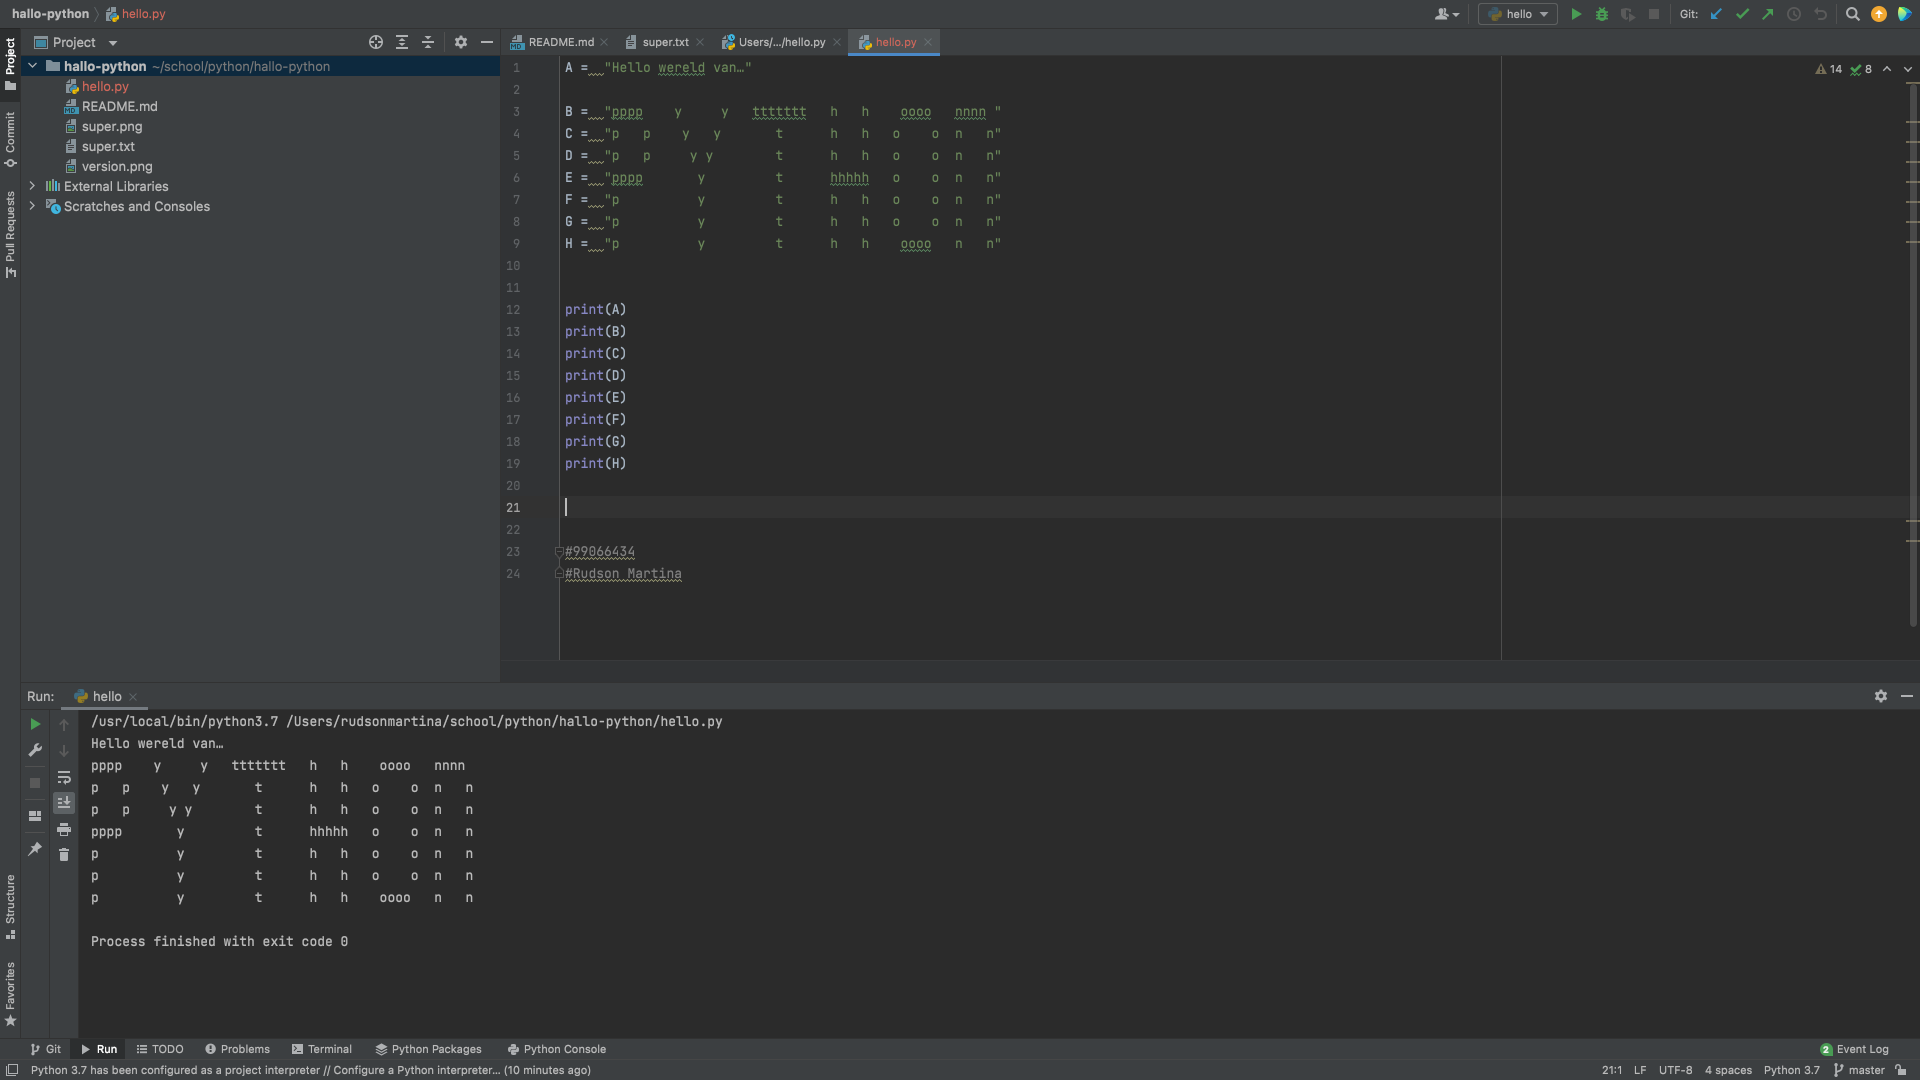 hallo-python hello.py hello Git:
Project README.md super.txt Users/.../hello.py hello.py
hallo-python ~/school/python/hallo-python
hello.py
README.md
super.png
super.txt
version.png
External Libraries
Scratches and Consoles
Project
Commit
Pull Requests
Structure
Favorites
14 8
1 A =  "Hello wereld van…"
2
3 B =  "pppp    y     y   ttttttt   h   h    oooo   nnnn "
4 C =  "p   p    y   y       t      h   h   o    o  n   n"
5 D =  "p   p     y y        t      h   h   o    o  n   n"
6 E =  "pppp       y         t      hhhhh   o    o  n   n"
7 F =  "p          y         t      h   h   o    o  n   n"
8 G =  "p          y         t      h   h   o    o  n   n"
9 H =  "p          y         t      h   h    oooo   n   n"
10
11
12 print(A)
13 print(B)
14 print(C)
15 print(D)
16 print(E)
17 print(F)
18 print(G)
19 print(H)
20
21
22
23 #99066434
24 #Rudson Martina
Run: hello
/usr/local/bin/python3.7 /Users/rudsonmartina/school/python/hallo-python/hello.py
Hello wereld van…
pppp    y     y   ttttttt   h   h    oooo   nnnn
p   p    y   y       t      h   h   o    o  n   n
p   p     y y        t      h   h   o    o  n   n
pppp       y         t      hhhhh   o    o  n   n
p          y         t      h   h   o    o  n   n
p          y         t      h   h   o    o  n   n
p          y         t      h   h    oooo   n   n
Process finished with exit code 0
Git Run TODO Problems Terminal Python Packages Python Console 2 Event Log
Python 3.7 has been configured as a project interpreter // Configure a Python interpreter... (10 minutes ago) 21:1 LF UTF-8 4 spaces Python 3.7 master